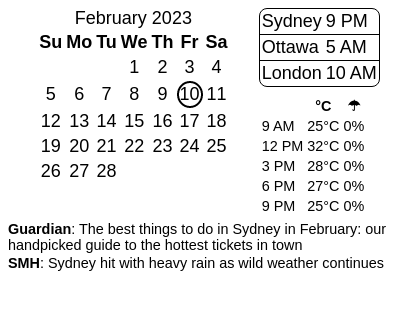 February 2023
Su Mo Tu We Th Fr Sa
1 2 3 4
5 6 7 8 9 10 11
12 13 14 15 16 17 18
19 20 21 22 23 24 25
26 27 28
Sydney 9 PM
Ottawa 5 AM
London 10 AM
°C ☂
9 AM 25°C 0%
12 PM 32°C 0%
3 PM 28°C 0%
6 PM 27°C 0%
9 PM 25°C 0%
Guardian: The best things to do in Sydney in February: our
handpicked guide to the hottest tickets in town
SMH: Sydney hit with heavy rain as wild weather continues